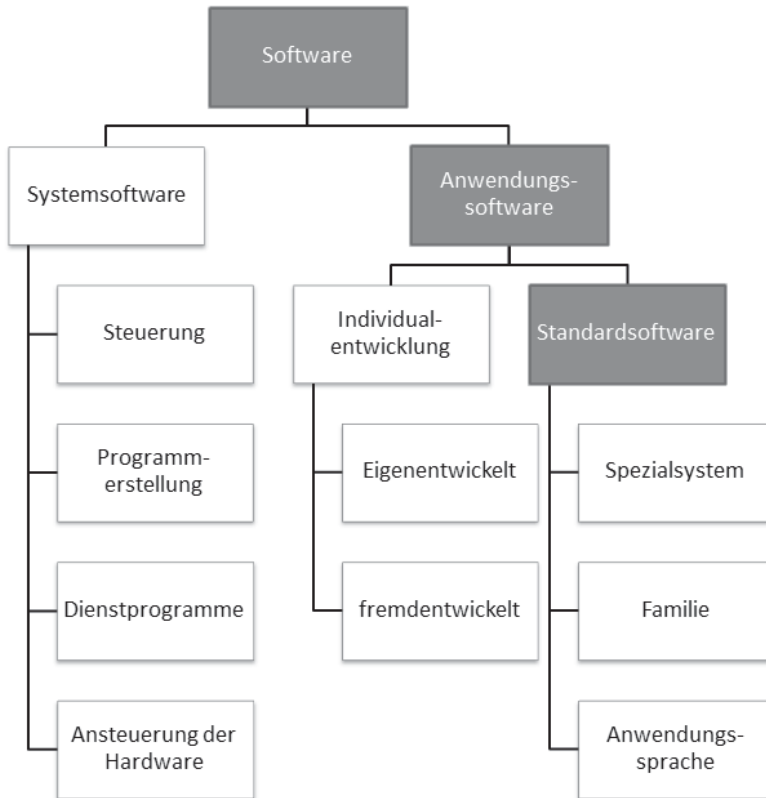 Software
Systemsoftware
Anwendungs-
software
Steuerung
Individual-
entwicklung
Standardsoftware
Programm-
erstellung
Eigenentwickelt
Spezialsystem
Dienstprogramme
fremdentwickelt
Familie
Ansteuerung der
Hardware
Anwendungs-
sprache